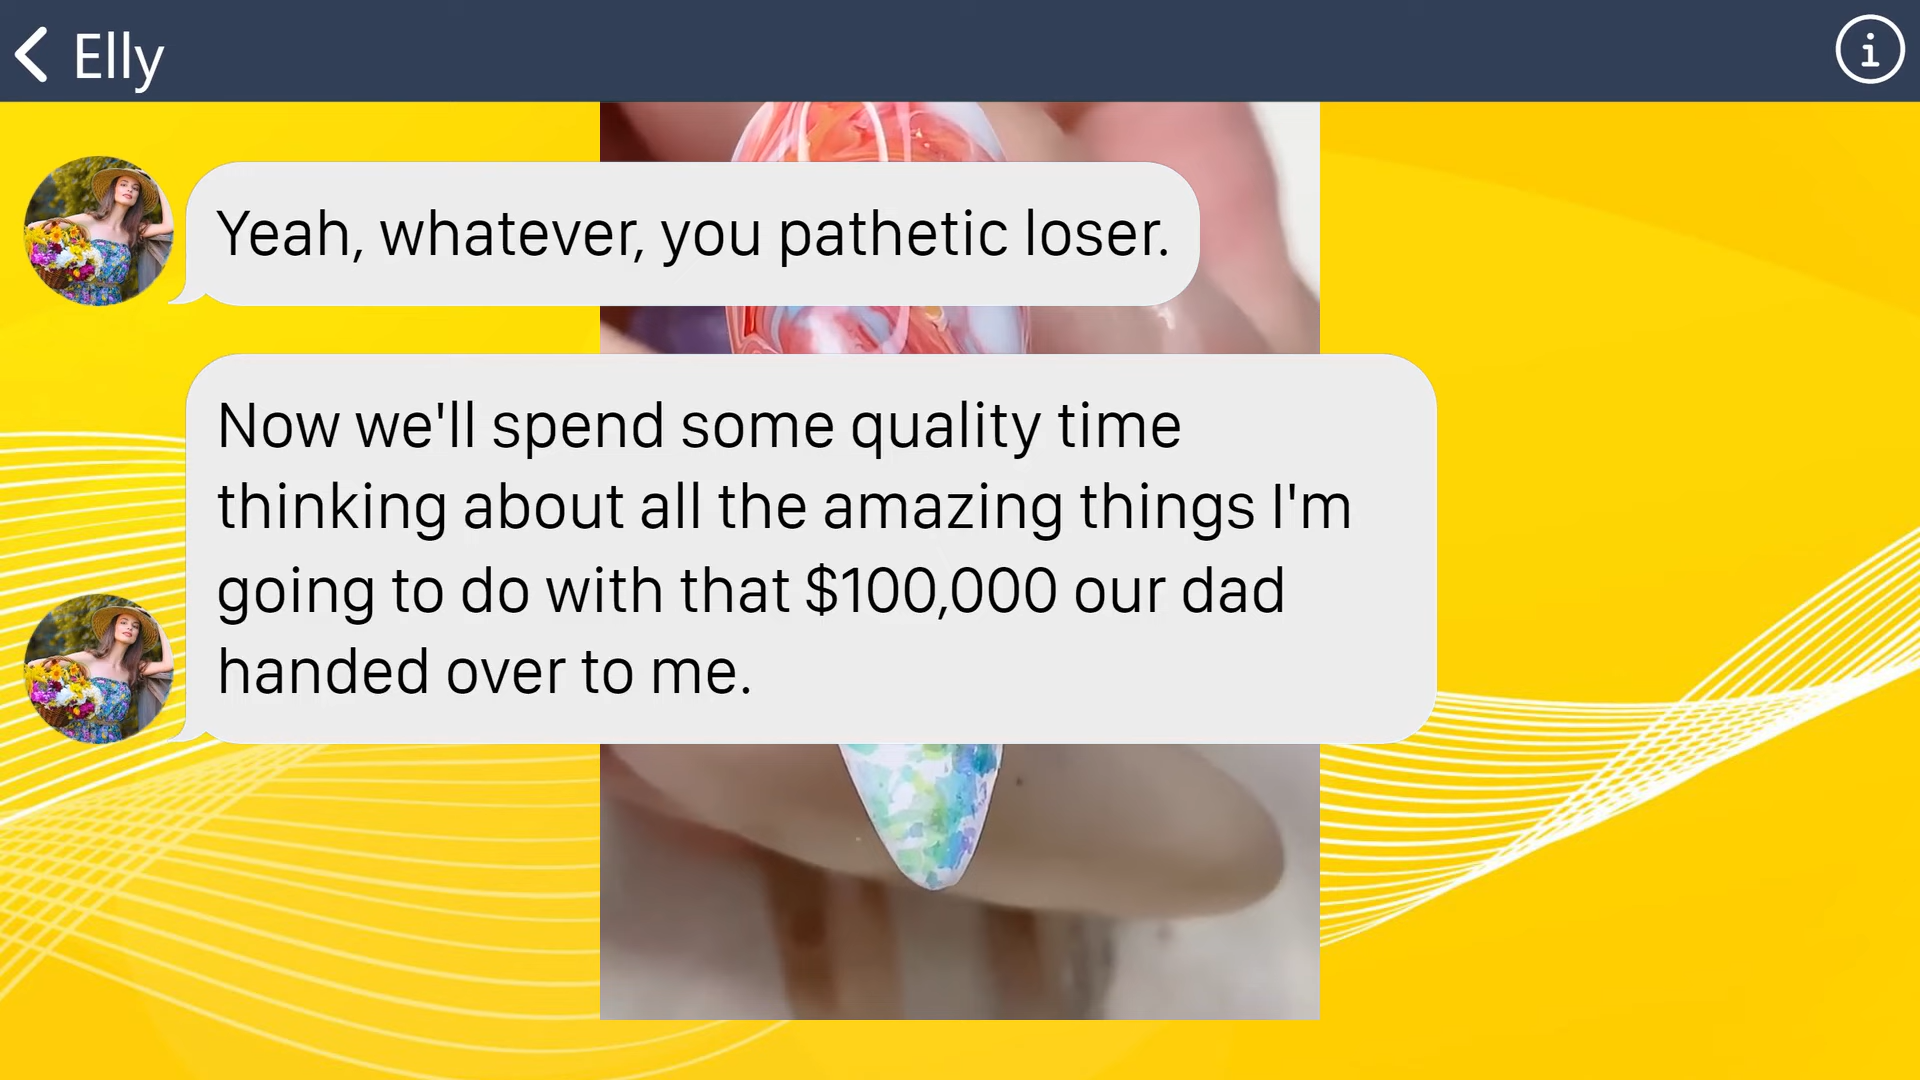 Elly
Yeah, whatever, you pathetic loser.
Now we'll spend some quality time
thinking about all the amazing things I'm
going to do with that $100,000 our dad
handed over to me.